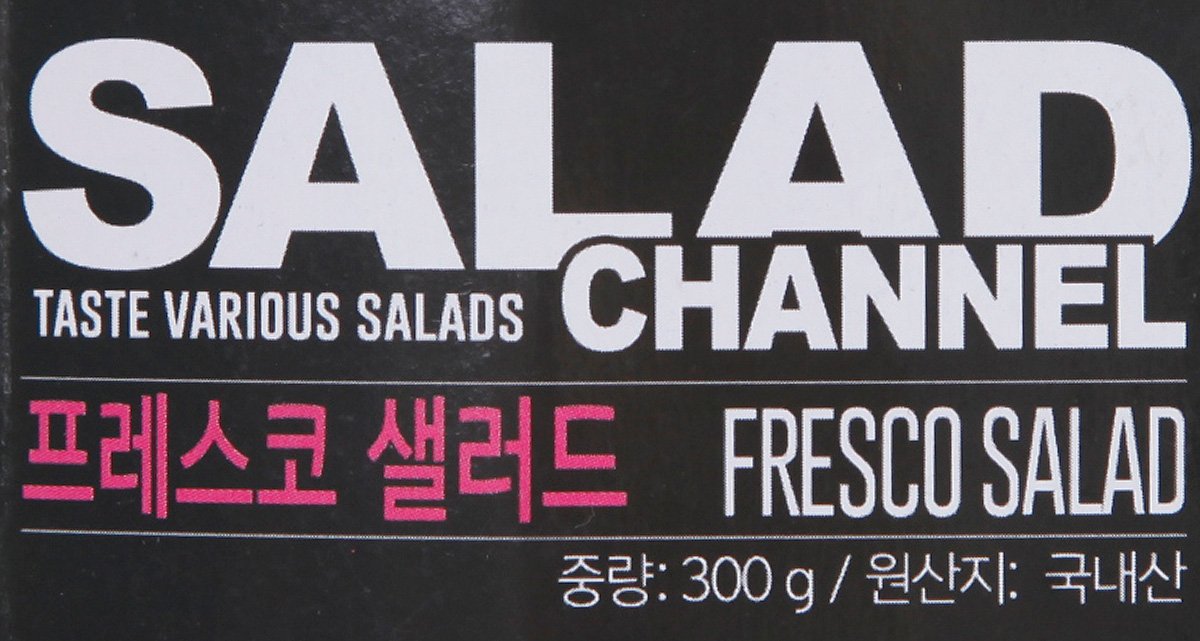 SALAD
CHANNEL
TASTE VARIOUS SALADS
프레스코 샐러드 FRESCO SALAD
중량: 300 g / 원산지: 국내산